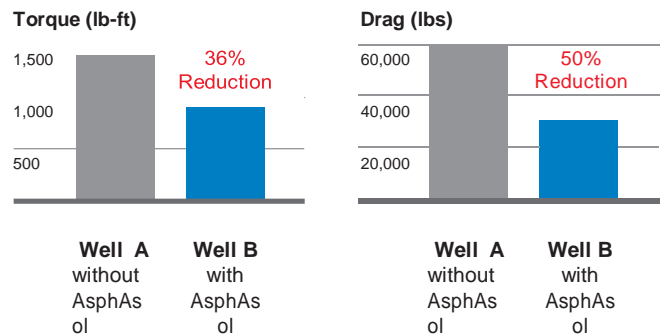 Torque (lb-ft)
1,500
36%
Reduction
1,000
500
Well A
without
AsphAs
ol
Well B
with
AsphAs
ol
Drag (lbs)
60,000
50%
Reduction
40,000
20,000
Well A
without
AsphAs
ol
Well B
with
AsphAs
ol